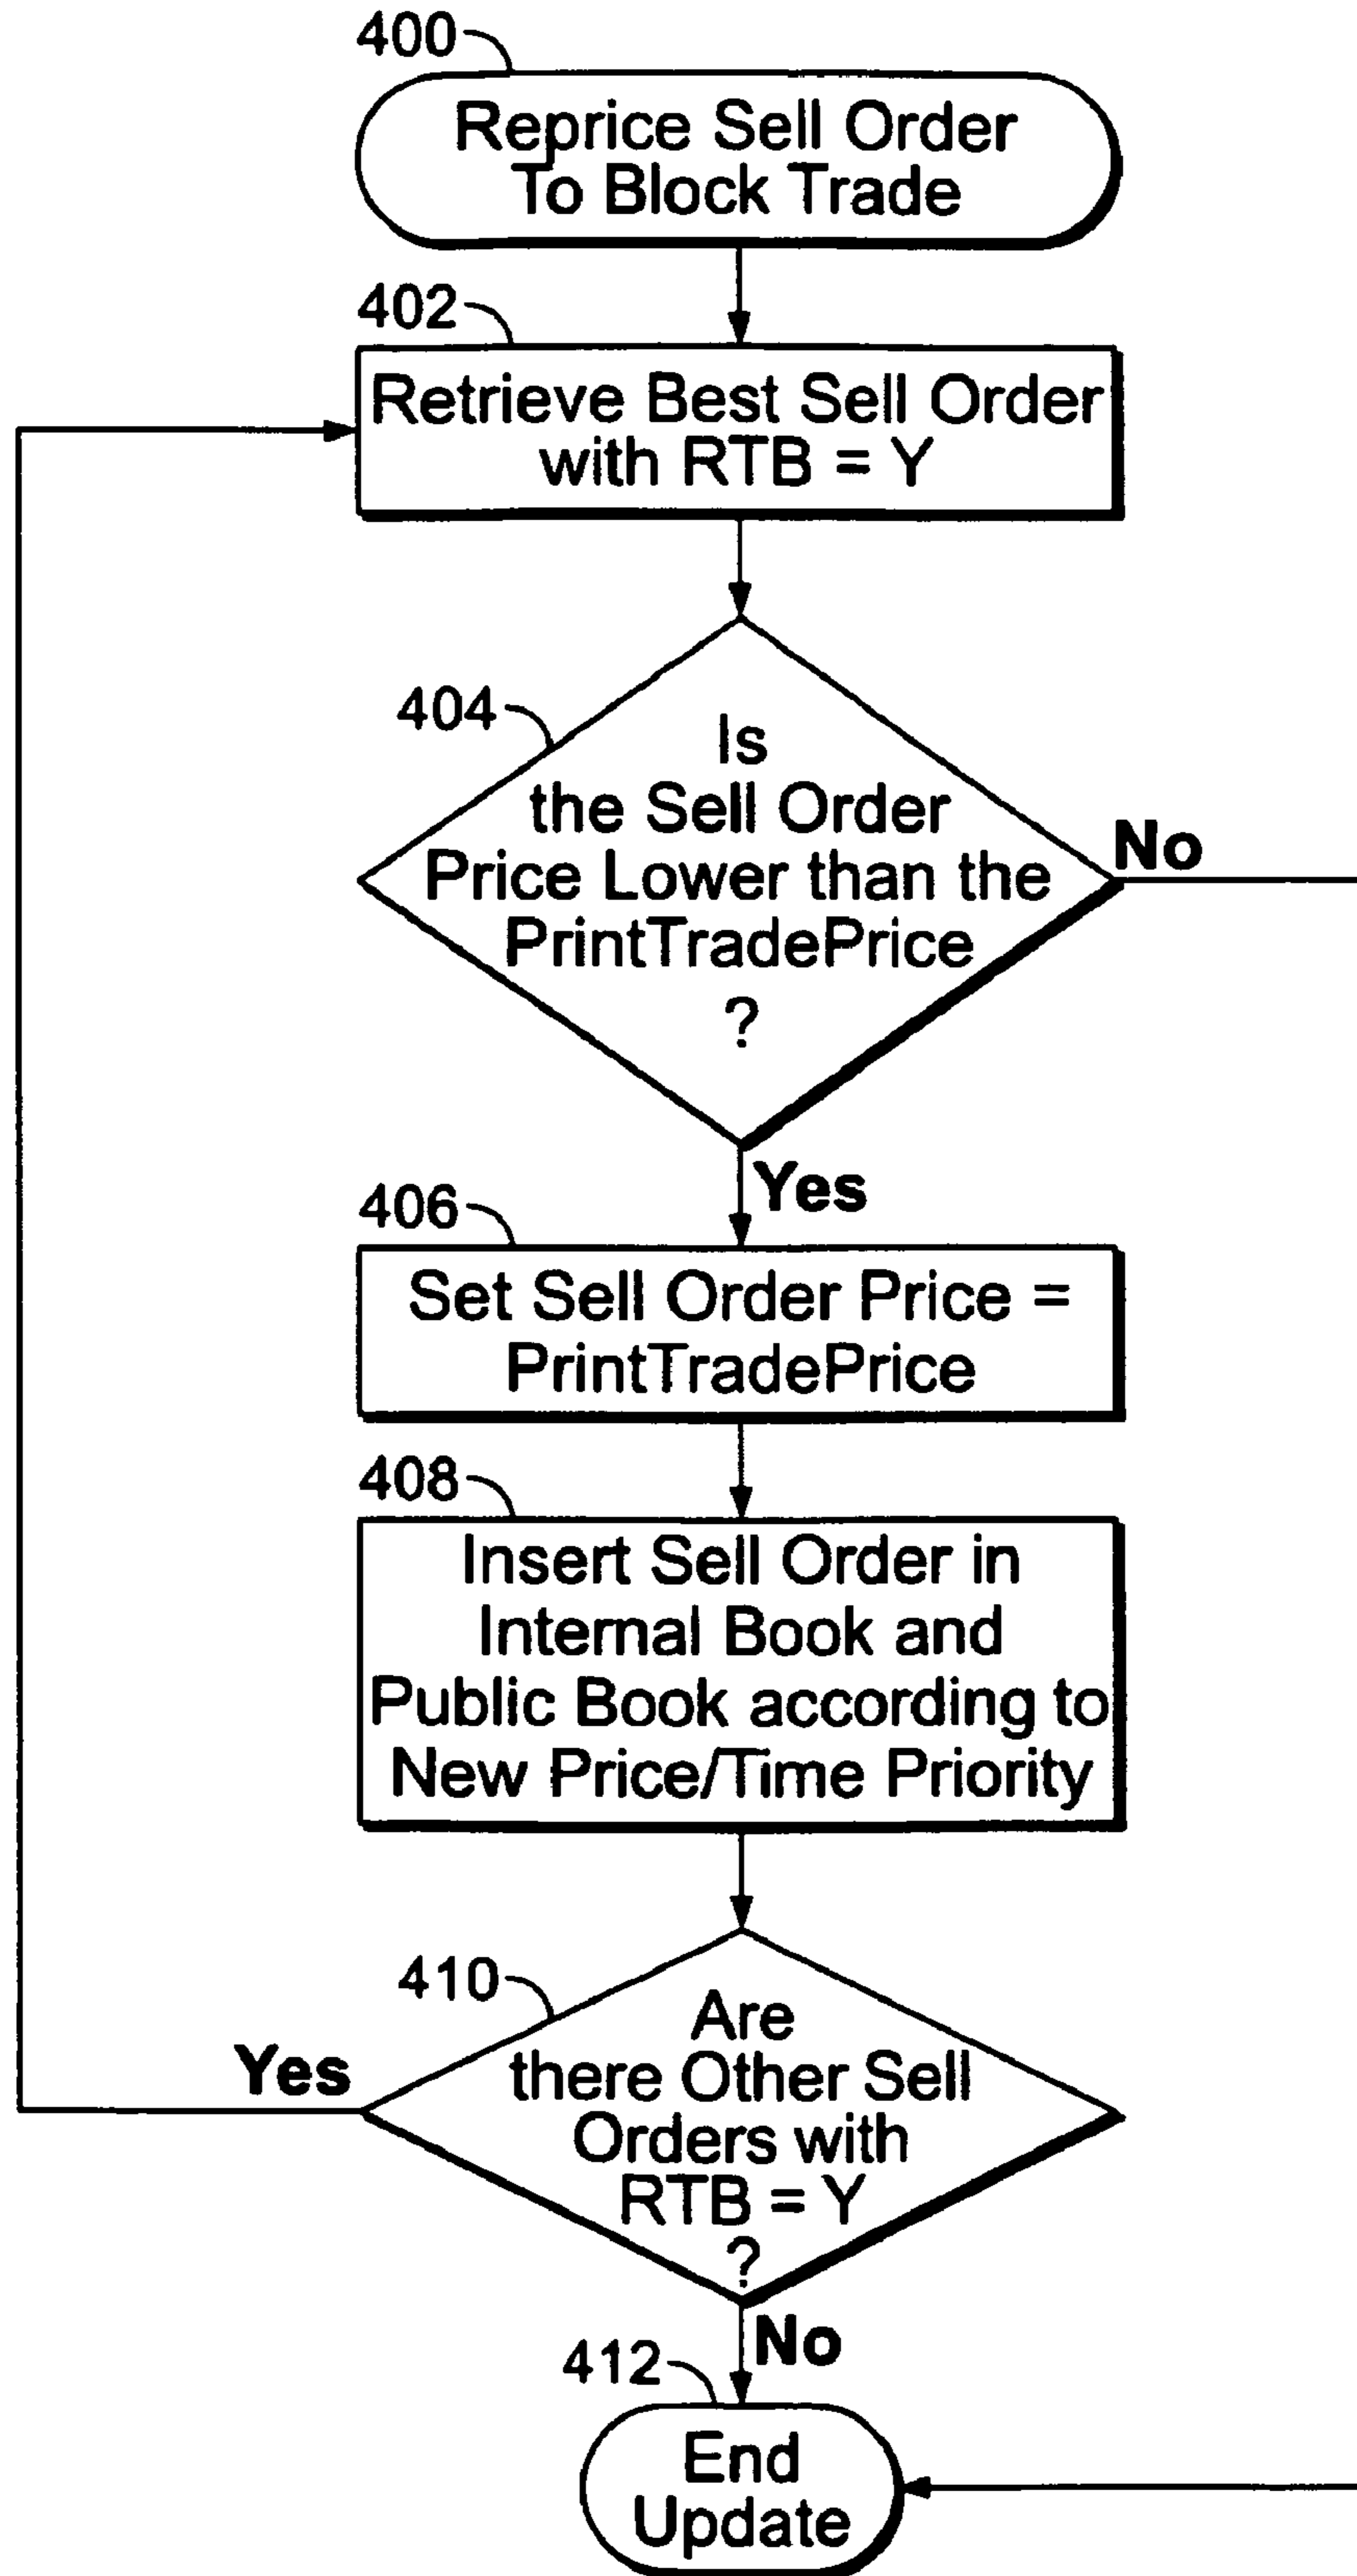 400
Reprice Sell Order
To Block Trade
402
Retrieve Best Sell Order
with RTB = Y
404
Is
the Sell Order
Price Lower than the
PrintTradePrice
?
No
Yes
406
Set Sell Order Price =
PrintTradePrice
408
Insert Sell Order in
Internal Book and
Public Book according to
New Price/Time Priority
410
Are
there Other Sell
Orders with
RTB = Y
?
Yes
No
412
End
Update